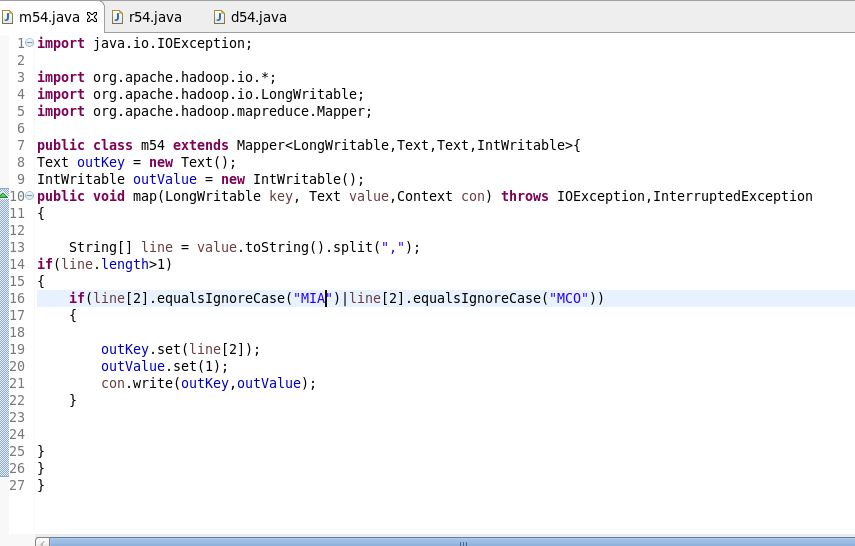 m54.java r54.java d54.java
1 import java.io.IOException;
2
3 import org.apache.hadoop.io.*;
4 import org.apache.hadoop.io.LongWritable;
5 import org.apache.hadoop.mapreduce.Mapper;
6
7 public class m54 extends Mapper<LongWritable,Text,Text,IntWritable>{
8 Text outKey = new Text();
9 IntWritable outValue = new IntWritable();
10 public void map(LongWritable key, Text value,Context con) throws IOException,InterruptedException
11 {
12
13     String[] line = value.toString().split(",");
14 if(line.length>1)
15 {
16     if(line[2].equalsIgnoreCase("MIA")|line[2].equalsIgnoreCase("MCO"))
17     {
18
19         outKey.set(line[2]);
20         outValue.set(1);
21         con.write(outKey,outValue);
22     }
23
24
25 }
26 }
27 }